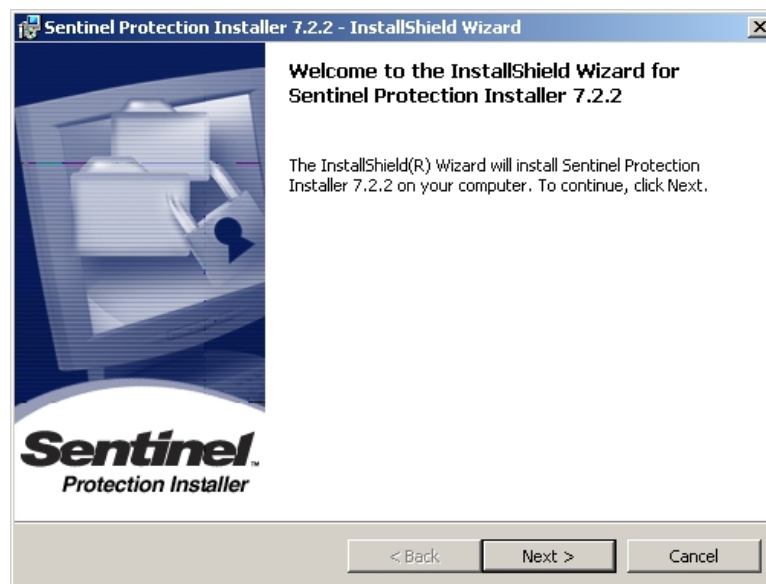 Sentinel Protection Installer 7.2.2 - InstallShield Wizard
Welcome to the InstallShield Wizard for
Sentinel Protection Installer 7.2.2
The InstallShield(R) Wizard will install Sentinel Protection
Installer 7.2.2 on your computer. To continue, click Next.
Sentinel™
Protection Installer
< Back
Next >
Cancel